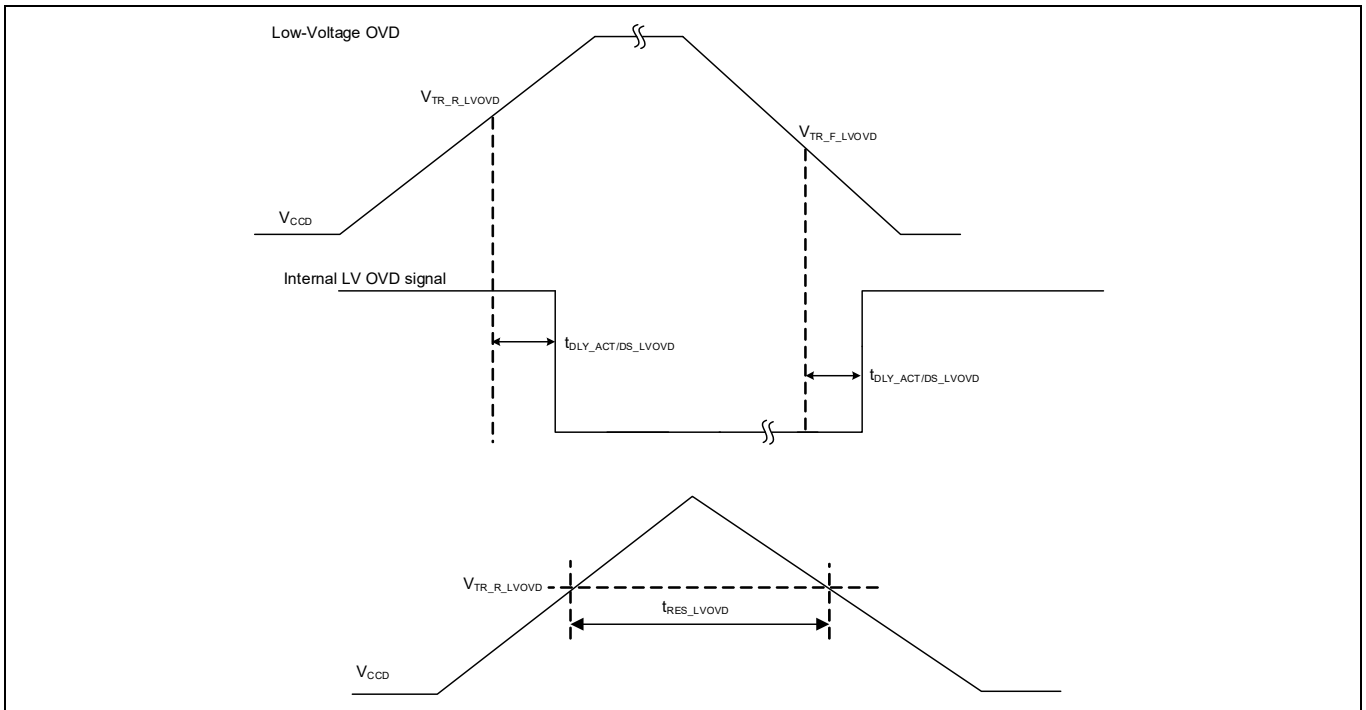 Low-Voltage OVD
VTR_R_LVOVD
VTR_F_LVOVD
VCCD
Internal LV OVD signal
tDLY_ACT/DS_LVOVD
tDLY_ACT/DS_LVOVD
VTR_R_LVOVD
tRES_LVOVD
VCCD